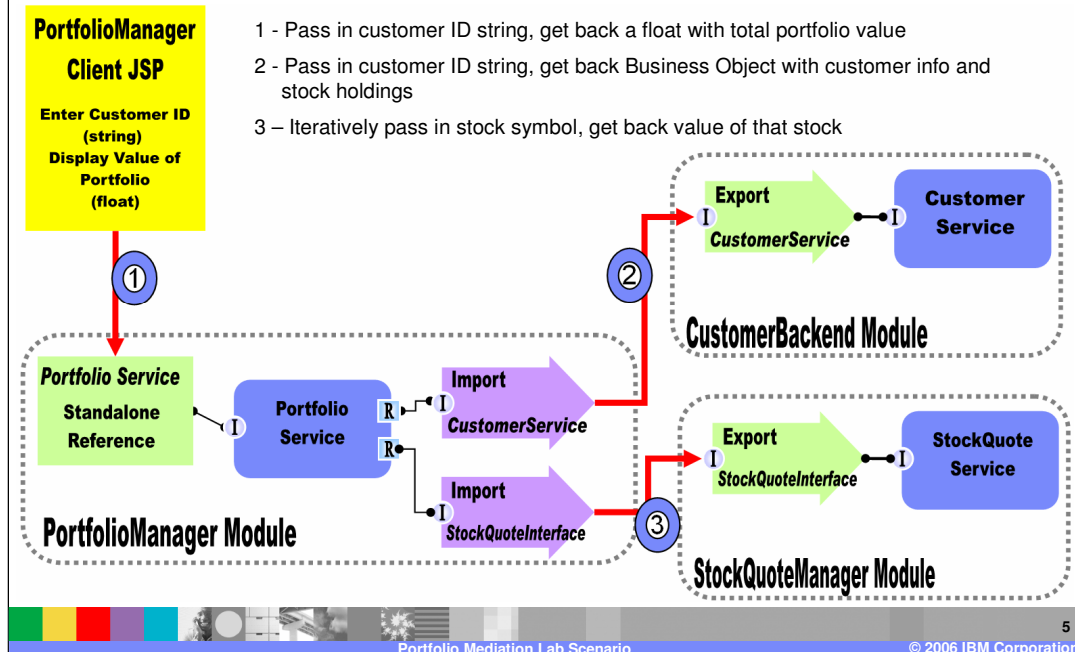 PortfolioManager
Client JSP
Enter Customer ID
(string)
Display Value of
Portfolio
(float)
1 - Pass in customer ID string, get back a float with total portfolio value
2 - Pass in customer ID string, get back Business Object with customer info and
stock holdings
3 – Iteratively pass in stock symbol, get back value of that stock
1
2
Export
I
CustomerService
I
Customer
Service
CustomerBackend Module
Portfolio Service
Standalone
Reference
I
Portfolio
Service
R
R
Import
I
CustomerService
Import
I
StockQuoteInterface
PortfolioManager Module
3
Export
I
StockQuoteInterface
I
StockQuote
Service
StockQuoteManager Module
5
Portfolio Mediation Lab Scenario
© 2006 IBM Corporation